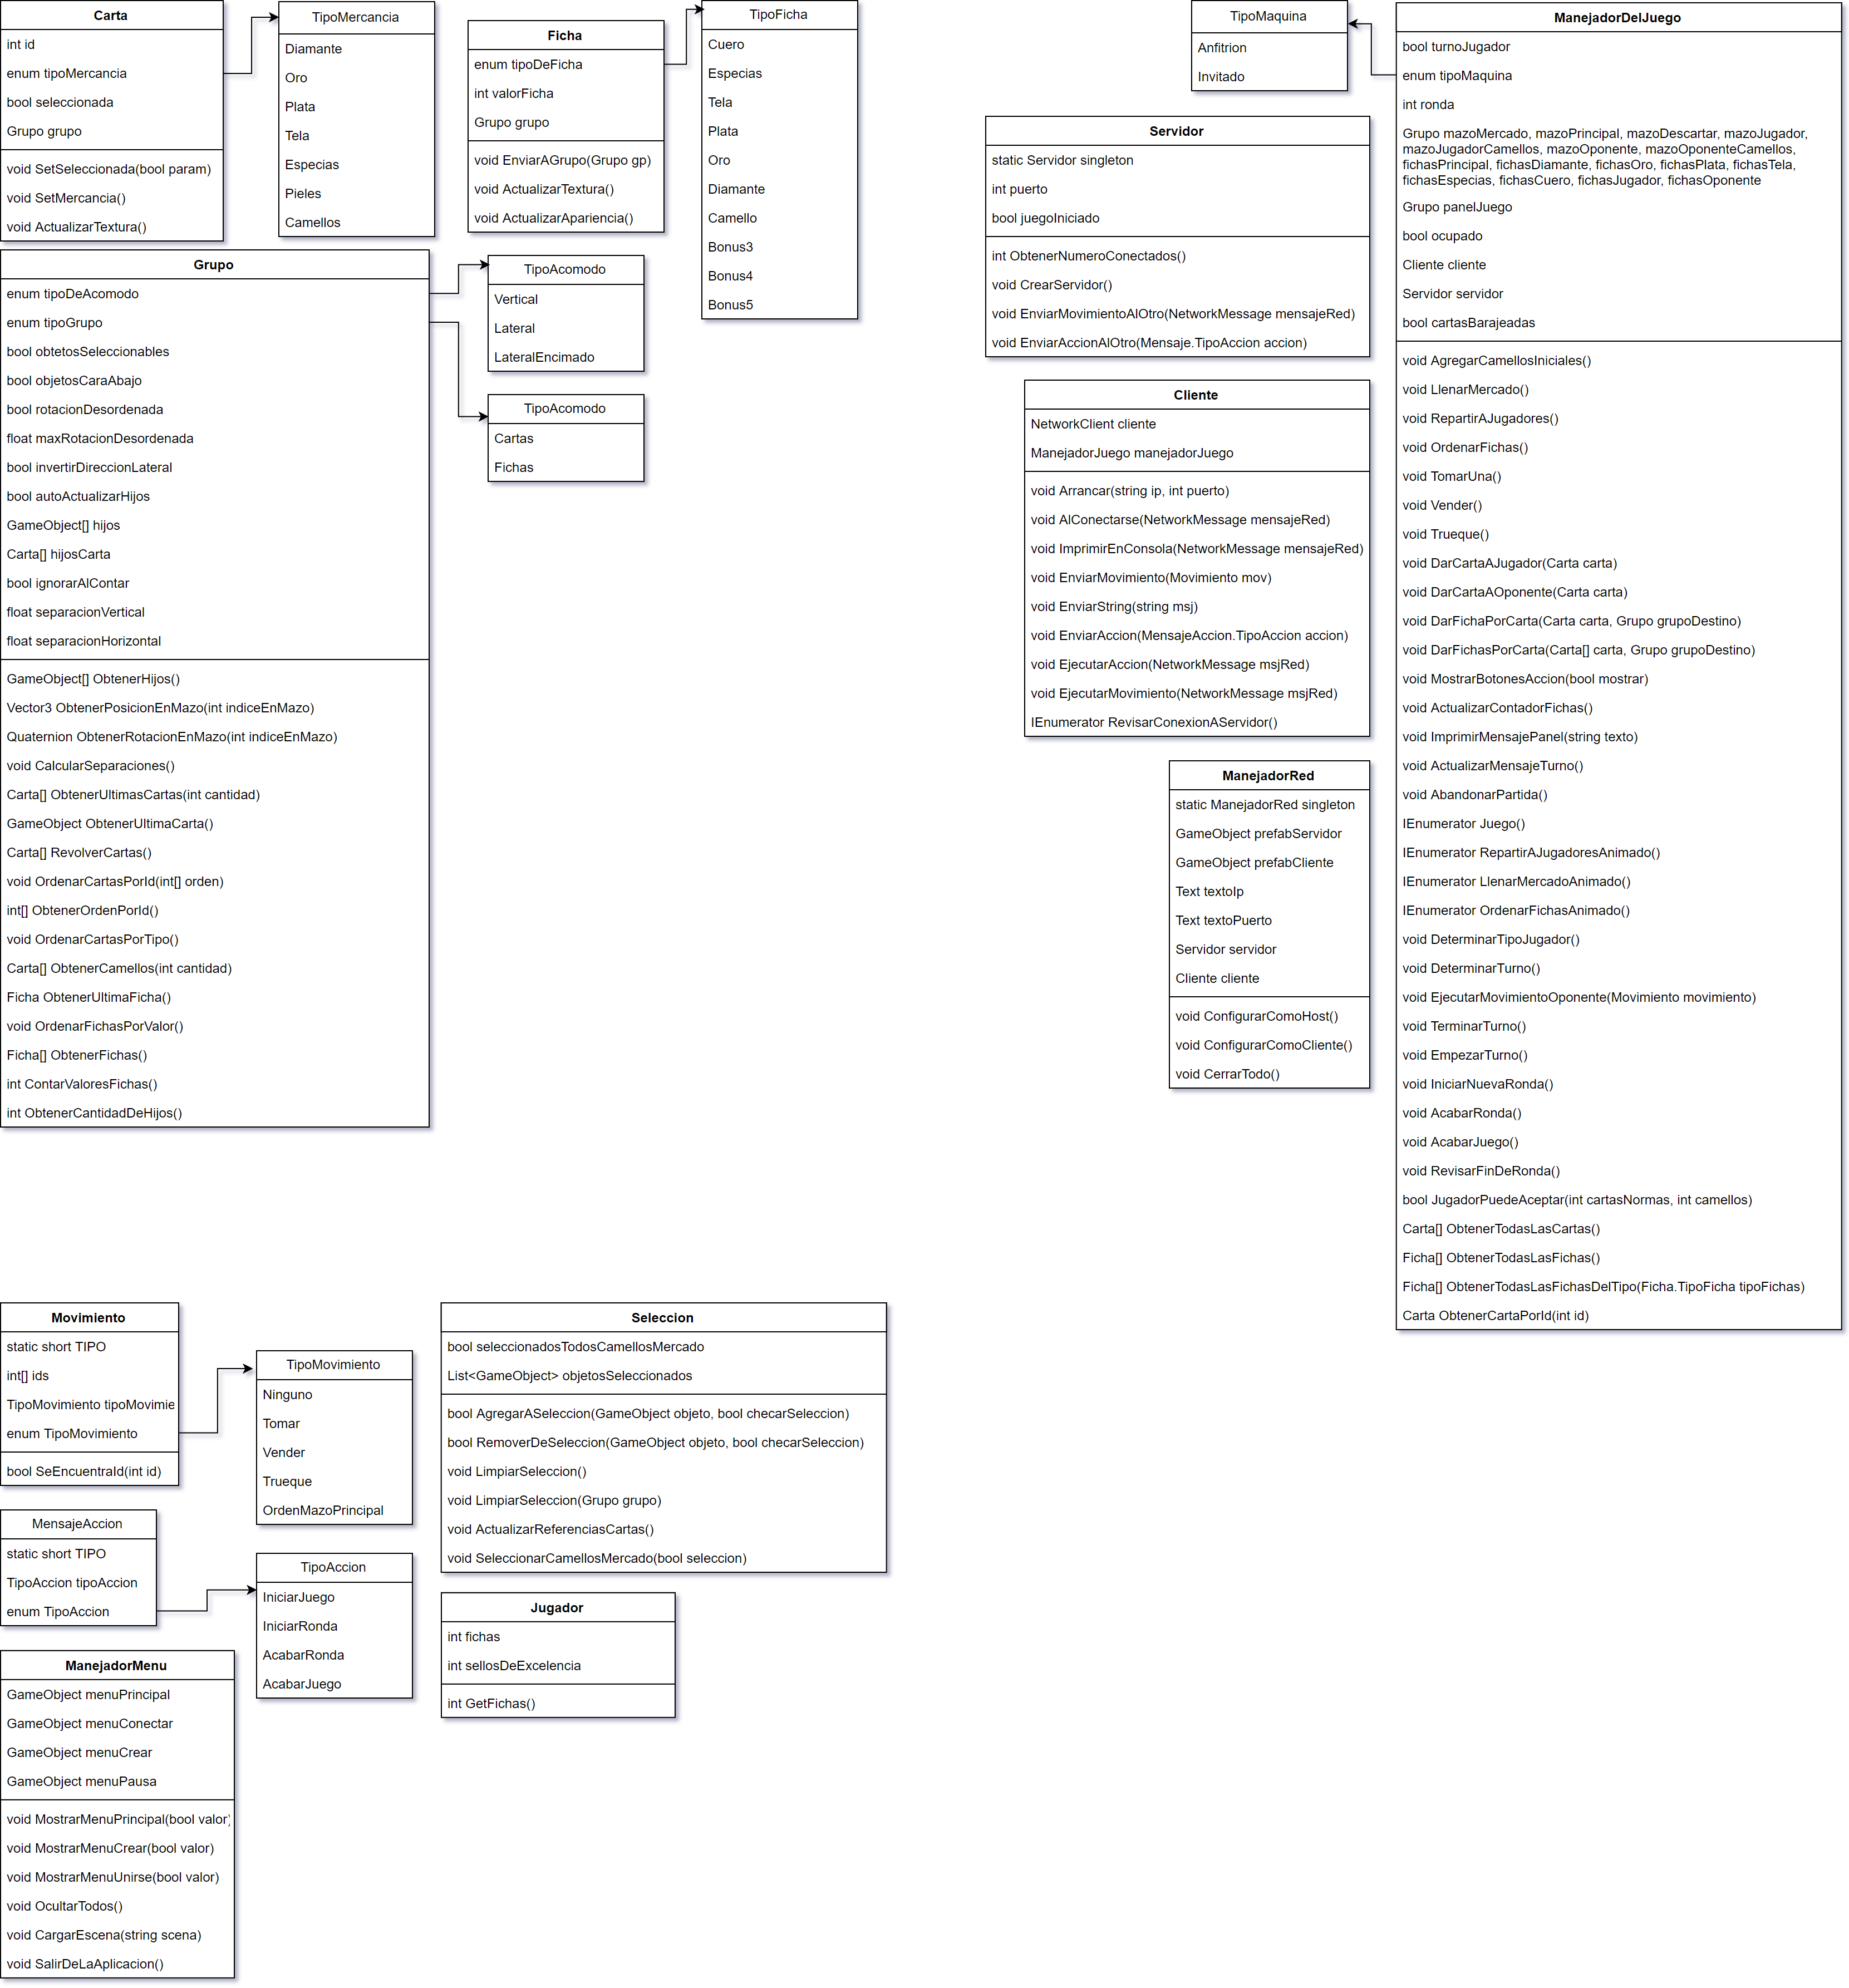 Carta
int id
enum tipoMercancia
bool seleccionada
Grupo grupo
void SetSeleccionada(bool param)
void SetMercancia()
void ActualizarTextura()
TipoMercancia
Diamante
Oro
Plata
Tela
Especias
Pieles
Camellos
Ficha
enum tipoDeFicha
int valorFicha
Grupo grupo
void EnviarAGrupo(Grupo gp)
void ActualizarTextura()
void ActualizarApariencia()
TipoFicha
Cuero
Especias
Tela
Plata
Oro
Diamante
Camello
Bonus3
Bonus4
Bonus5
Grupo
enum tipoDeAcomodo
enum tipoGrupo
bool obtetosSeleccionables
bool objetosCaraAbajo
bool rotacionDesordenada
float maxRotacionDesordenada
bool invertirDireccionLateral
bool autoActualizarHijos
GameObject[] hijos
Carta[] hijosCarta
bool ignorarAlContar
float separacionVertical
float separacionHorizontal
GameObject[] ObtenerHijos()
Vector3 ObtenerPosicionEnMazo(int indiceEnMazo)
Quaternion ObtenerRotacionEnMazo(int indiceEnMazo)
void CalcularSeparaciones()
Carta[] ObtenerUltimasCartas(int cantidad)
GameObject ObtenerUltimaCarta()
Carta[] RevolverCartas()
void OrdenarCartasPorId(int[] orden)
int[] ObtenerOrdenPorId()
void OrdenarCartasPorTipo()
Carta[] ObtenerCamellos(int cantidad)
Ficha ObtenerUltimaFicha()
void OrdenarFichasPorValor()
Ficha[] ObtenerFichas()
int ContarValoresFichas()
int ObtenerCantidadDeHijos()
TipoAcomodo
Vertical
Lateral
LateralEncimado
TipoAcomodo
Cartas
Fichas
TipoMaquina
Anfitrion
Invitado
Servidor
static Servidor singleton
int puerto
bool juegoIniciado
int ObtenerNumeroConectados()
void CrearServidor()
void EnviarMovimientoAlOtro(NetworkMessage mensajeRed)
void EnviarAccionAlOtro(Mensaje.TipoAccion accion)
Cliente
NetworkClient cliente
ManejadorJuego manejadorJuego
void Arrancar(string ip, int puerto)
void AlConectarse(NetworkMessage mensajeRed)
void ImprimirEnConsola(NetworkMessage mensajeRed)
void EnviarMovimiento(Movimiento mov)
void EnviarString(string msj)
void EnviarAccion(MensajeAccion.TipoAccion accion)
void EjecutarAccion(NetworkMessage msjRed)
void EjecutarMovimiento(NetworkMessage msjRed)
IEnumerator RevisarConexionAServidor()
ManejadorRed
static ManejadorRed singleton
GameObject prefabServidor
GameObject prefabCliente
Text textoIp
Text textoPuerto
Servidor servidor
Cliente cliente
void ConfigurarComoHost()
void ConfigurarComoCliente()
void CerrarTodo()
ManejadorDelJuego
bool turnoJugador
enum tipoMaquina
int ronda
Grupo mazoMercado, mazoPrincipal, mazoDescartar, mazoJugador,
mazoJugadorCamellos, mazoOponente, mazoOponenteCamellos,
fichasPrincipal, fichasDiamante, fichasOro, fichasPlata, fichasTela,
fichasEspecias, fichasCuero, fichasJugador, fichasOponente
Grupo panelJuego
bool ocupado
Cliente cliente
Servidor servidor
bool cartasBarajeadas
void AgregarCamellosIniciales()
void LlenarMercado()
void RepartirAJugadores()
void OrdenarFichas()
void TomarUna()
void Vender()
void Trueque()
void DarCartaAJugador(Carta carta)
void DarCartaAOponente(Carta carta)
void DarFichaPorCarta(Carta carta, Grupo grupoDestino)
void DarFichasPorCarta(Carta[] carta, Grupo grupoDestino)
void MostrarBotonesAccion(bool mostrar)
void ActualizarContadorFichas()
void ImprimirMensajePanel(string texto)
void ActualizarMensajeTurno()
void AbandonarPartida()
IEnumerator Juego()
IEnumerator RepartirAJugadoresAnimado()
IEnumerator LlenarMercadoAnimado()
IEnumerator OrdenarFichasAnimado()
void DeterminarTipoJugador()
void DeterminarTurno()
void EjecutarMovimientoOponente(Movimiento movimiento)
void TerminarTurno()
void EmpezarTurno()
void IniciarNuevaRonda()
void AcabarRonda()
void AcabarJuego()
void RevisarFinDeRonda()
bool JugadorPuedeAceptar(int cartasNormas, int camellos)
Carta[] ObtenerTodasLasCartas()
Ficha[] ObtenerTodasLasFichas()
Ficha[] ObtenerTodasLasFichasDelTipo(Ficha.TipoFicha tipoFichas)
Carta ObtenerCartaPorId(int id)
Movimiento
static short TIPO
int[] ids
TipoMovimiento tipoMovimie
enum TipoMovimiento
bool SeEncuentraId(int id)
TipoMovimiento
Ninguno
Tomar
Vender
Trueque
OrdenMazoPrincipal
MensajeAccion
static short TIPO
TipoAccion tipoAccion
enum TipoAccion
TipoAccion
IniciarJuego
IniciarRonda
AcabarRonda
AcabarJuego
ManejadorMenu
GameObject menuPrincipal
GameObject menuConectar
GameObject menuCrear
GameObject menuPausa
void MostrarMenuPrincipal(bool valor)
void MostrarMenuCrear(bool valor)
void MostrarMenuUnirse(bool valor)
void OcultarTodos()
void CargarEscena(string scena)
void SalirDeLaAplicacion()
Seleccion
bool seleccionadosTodosCamellosMercado
List<GameObject> objetosSeleccionados
bool AgregarASeleccion(GameObject objeto, bool checarSeleccion)
bool RemoverDeSeleccion(GameObject objeto, bool checarSeleccion)
void LimpiarSeleccion()
void LimpiarSeleccion(Grupo grupo)
void ActualizarReferenciasCartas()
void SeleccionarCamellosMercado(bool seleccion)
Jugador
int fichas
int sellosDeExcelencia
int GetFichas()